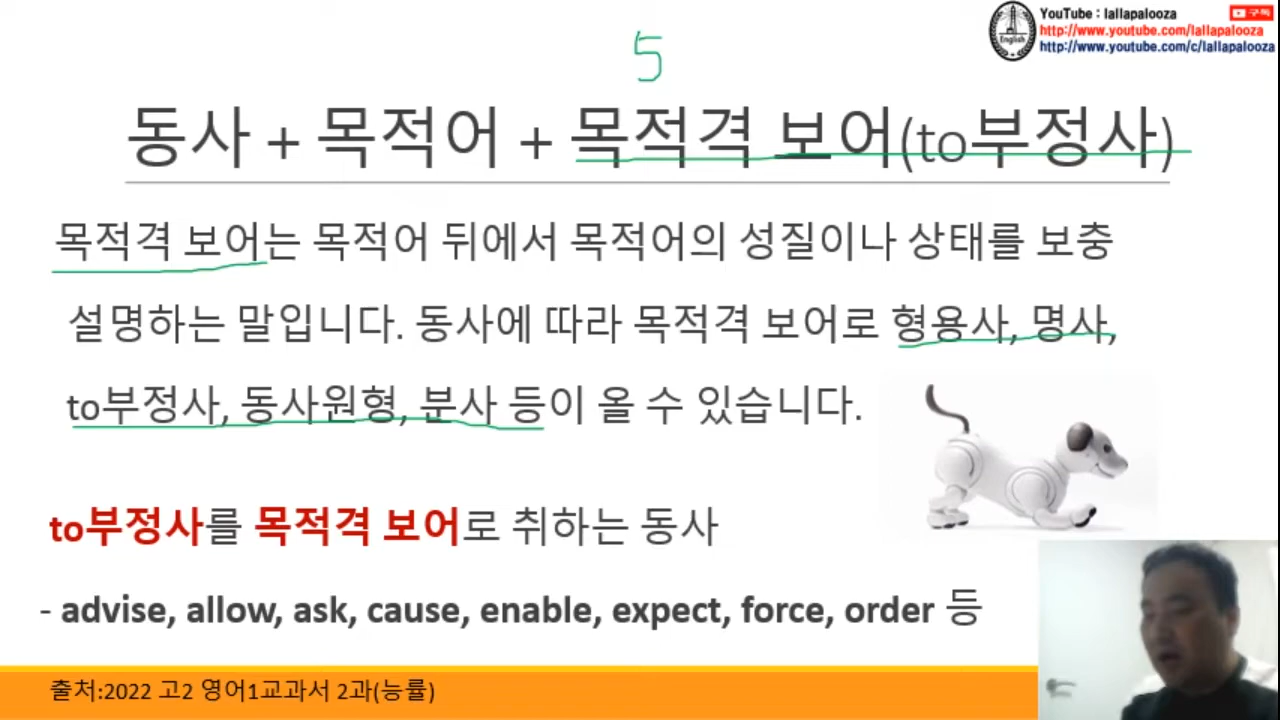 YouTube : lallapalooza
구독
http://www.youtube.com/lallapalooza
http://www.youtube.com/c/lallapalooza
English
5
동사 + 목적어 + 목적격 보어(to부정사)
목적격 보어는 목적어 뒤에서 목적어의 성질이나 상태를 보충
설명하는 말입니다. 동사에 따라 목적격 보어로 형용사, 명사,
to부정사, 동사원형, 분사 등이 올 수 있습니다.
to부정사를 목적격 보어로 취하는 동사
- advise, allow, ask, cause, enable, expect, force, order 등
출처:2022 고2 영어1교과서 2과(능률)